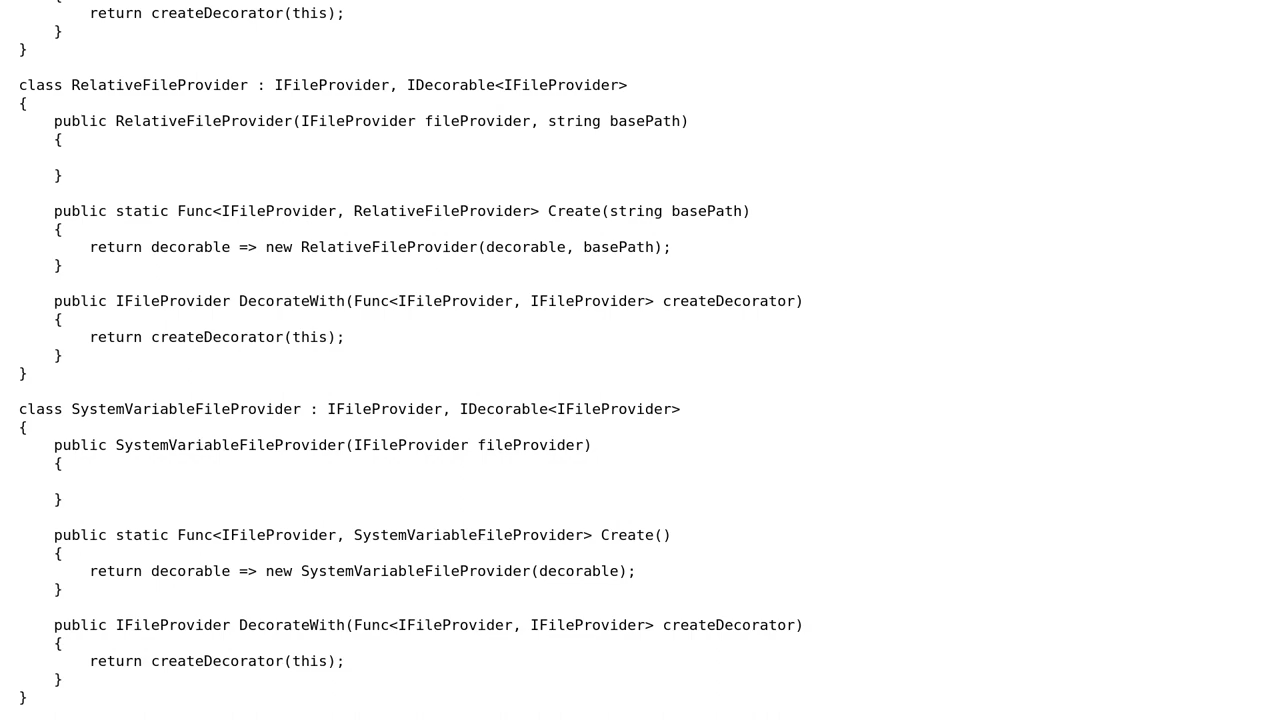 return createDecorator(this);
    }
}

class RelativeFileProvider : IFileProvider, IDecorable<IFileProvider>
{
    public RelativeFileProvider(IFileProvider fileProvider, string basePath)
    {

    }

    public static Func<IFileProvider, RelativeFileProvider> Create(string basePath)
    {
        return decorable => new RelativeFileProvider(decorable, basePath);
    }

    public IFileProvider DecorateWith(Func<IFileProvider, IFileProvider> createDecorator)
    {
        return createDecorator(this);
    }
}

class SystemVariableFileProvider : IFileProvider, IDecorable<IFileProvider>
{
    public SystemVariableFileProvider(IFileProvider fileProvider)
    {

    }

    public static Func<IFileProvider, SystemVariableFileProvider> Create()
    {
        return decorable => new SystemVariableFileProvider(decorable);
    }

    public IFileProvider DecorateWith(Func<IFileProvider, IFileProvider> createDecorator)
    {
        return createDecorator(this);
    }
}